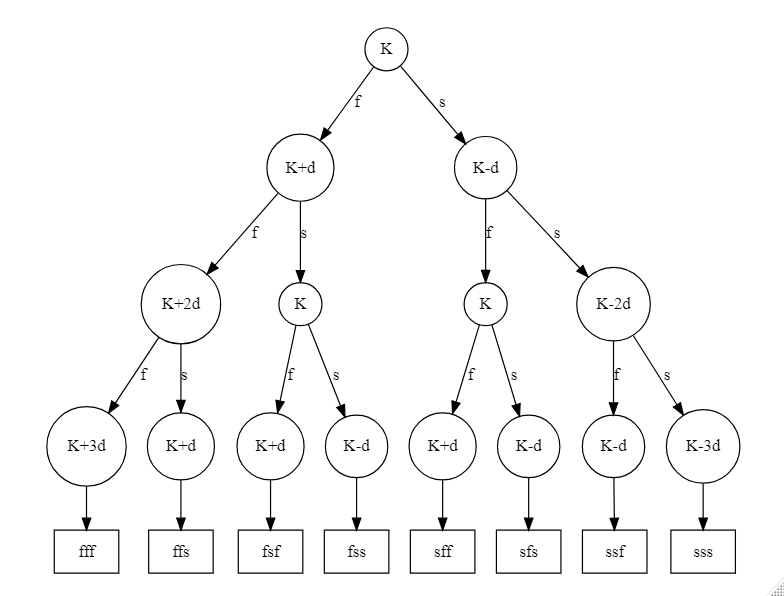 K
f s
K+d K-d
f s f s
K+2d K K K-2d
f s f s f s f s
K+3d K+d K+d K-d K+d K-d K-d K-3d
fff ffs fsf fss sff sfs ssf sss